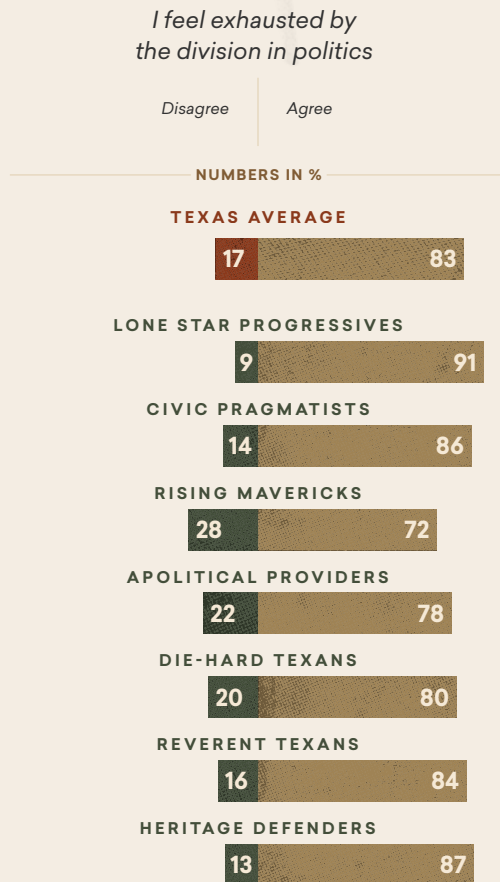 I feel exhausted by
the division in politics
Disagree Agree
NUMBERS IN %
TEXAS AVERAGE
17 83
LONE STAR PROGRESSIVES
9 91
CIVIC PRAGMATISTS
14 86
RISING MAVERICKS
28 72
APOLITICAL PROVIDERS
22 78
DIE-HARD TEXANS
20 80
REVERENT TEXANS
16 84
HERITAGE DEFENDERS
13 87